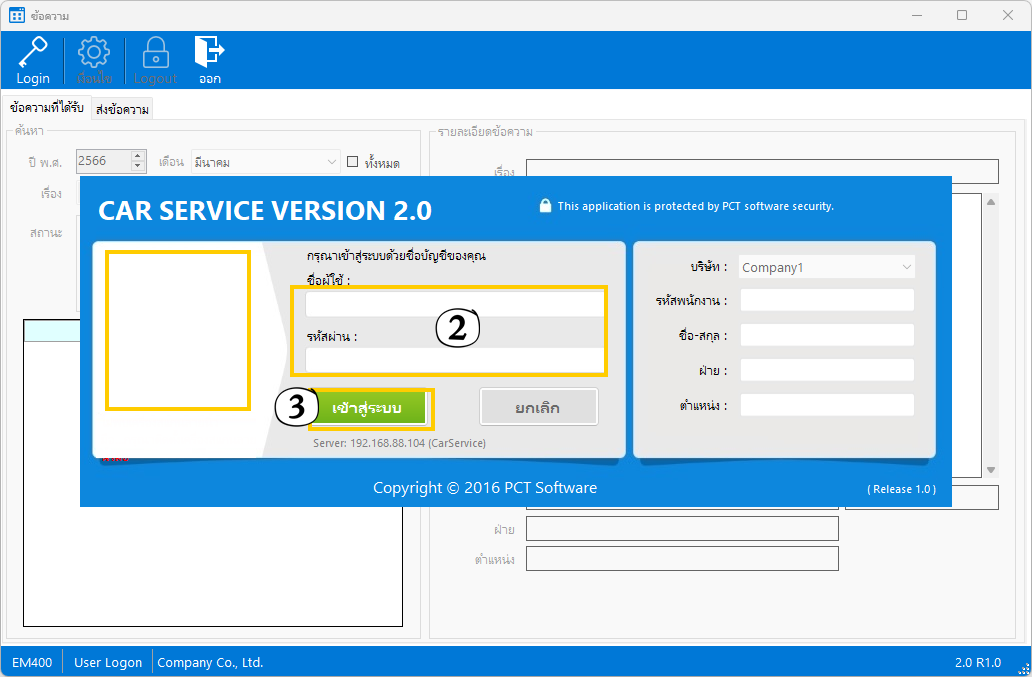 ข้อความ
Login
เงื่อนไข
Logout
ออก
ข้อความที่ได้รับ
ส่งข้อความ
ค้นหา
ปี พ.ศ.
2566
เดือน
มีนาคม
ทั้งหมด
เรื่อง
สถานะ
รายละเอียดข้อความ
เรื่อง
CAR SERVICE VERSION 2.0
This application is protected by PCT software security.
กรุณาเข้าสู่ระบบด้วยชื่อบัญชีของคุณ
ชื่อผู้ใช้ :
2
รหัสผ่าน :
3
เข้าสู่ระบบ
ยกเลิก
Server: 192.168.88.104 (CarService)
บริษัท :
Company1
รหัสพนักงาน :
ชื่อ-สกุล :
ฝ่าย :
ตำแหน่ง :
Copyright © 2016 PCT Software
( Release 1.0 )
ฝ่าย
ตำแหน่ง
EM400
User Logon
Company Co., Ltd.
2.0 R1.0